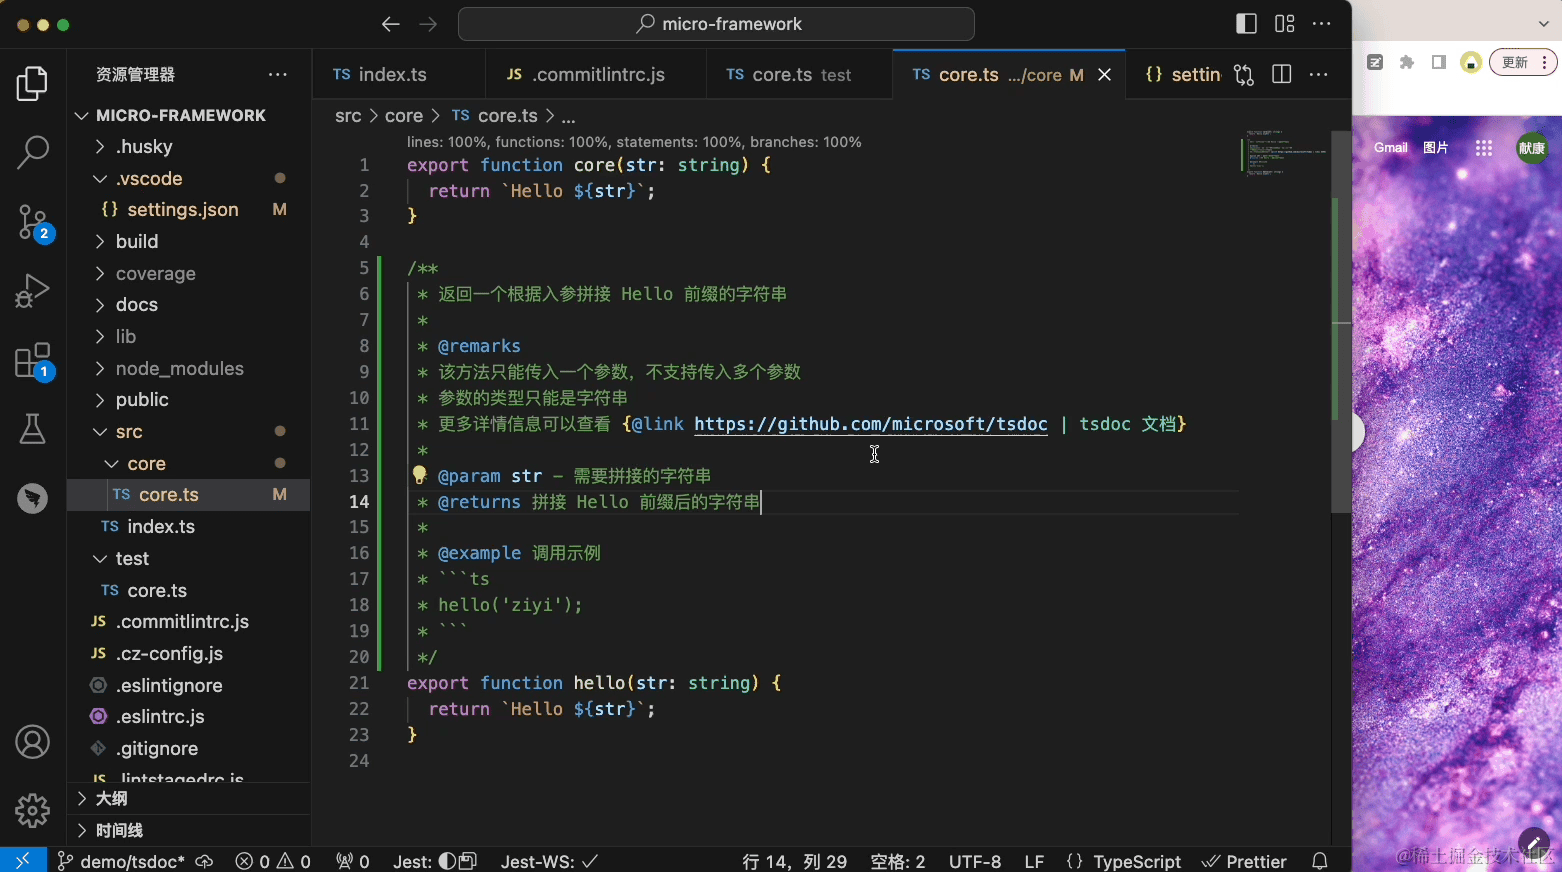 micro-framework
更新
资源管理器
TS index.ts
JS .commitlintrc.js
TS core.ts test
TS core.ts .../core M
{} settin
MICRO-FRAMEWORK
.husky
.vscode
{} settings.json M
build
coverage
docs
lib
node_modules
public
src
core
TS core.ts M
TS index.ts
test
TS core.ts
JS .commitlintrc.js
JS .cz-config.js
.eslintignore
.eslintrc.js
.gitignore
JS .lintstagedrc.js
大纲
时间线
2
1
src > core > TS core.ts > ...
lines: 100%, functions: 100%, statements: 100%, branches: 100%
1 export function core(str: string) {
2 return `Hello ${str}`;
3 }
4
5 /**
6 * 返回一个根据入参拼接 Hello 前缀的字符串
7 *
8 * @remarks
9 * 该方法只能传入一个参数，不支持传入多个参数
10 * 参数的类型只能是字符串
11 * 更多详情信息可以查看 {@link https://github.com/microsoft/tsdoc | tsdoc 文档}
12 *
13 @param str - 需要拼接的字符串
14 * @returns 拼接 Hello 前缀后的字符串
15 *
16 * @example 调用示例
17 * ```ts
18 * hello('ziyi');
19 * ```
20 */
21 export function hello(str: string) {
22 return `Hello ${str}`;
23 }
24
Gmail 图片 献康
demo/tsdoc* 0 0 0 Jest: Jest-WS: 行 14，列 29 空格: 2 UTF-8 LF {} TypeScript Prettier
@稀土掘金技术社区